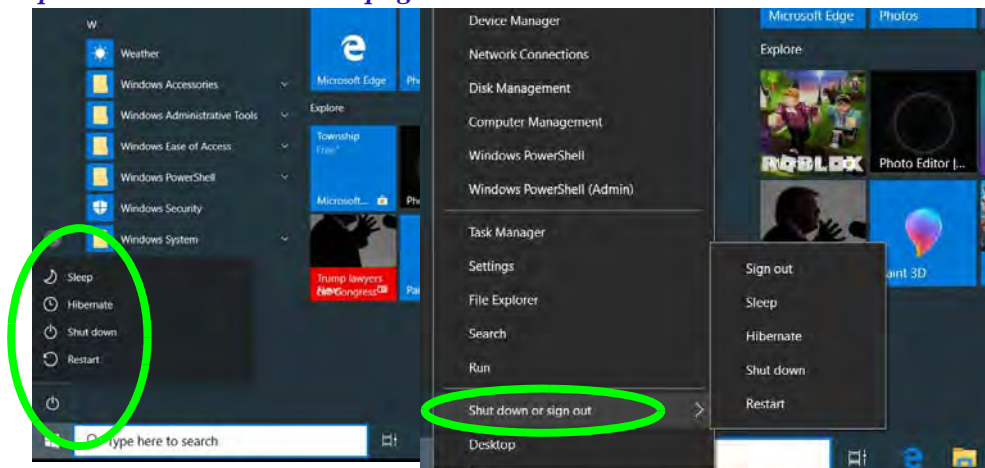 W
Weather
Windows Accessories
Windows Administrative Tools
Windows Ease of Access
Windows PowerShell
Windows Security
Windows System
Sleep
Hibernate
Shut down
Restart
Type here to search
Microsoft Edge
Explore
Township
Free*
Microsoft...
Trump lawyers
Congress
Device Manager
Network Connections
Disk Management
Computer Management
Windows PowerShell
Windows PowerShell (Admin)
Task Manager
Settings
File Explorer
Search
Run
Shut down or sign out
Desktop
Sign out
Sleep
Hibernate
Shut down
Restart
Microsoft Edge
Photos
Explore
ROBLOX
Photo Editor |...
Paint 3D